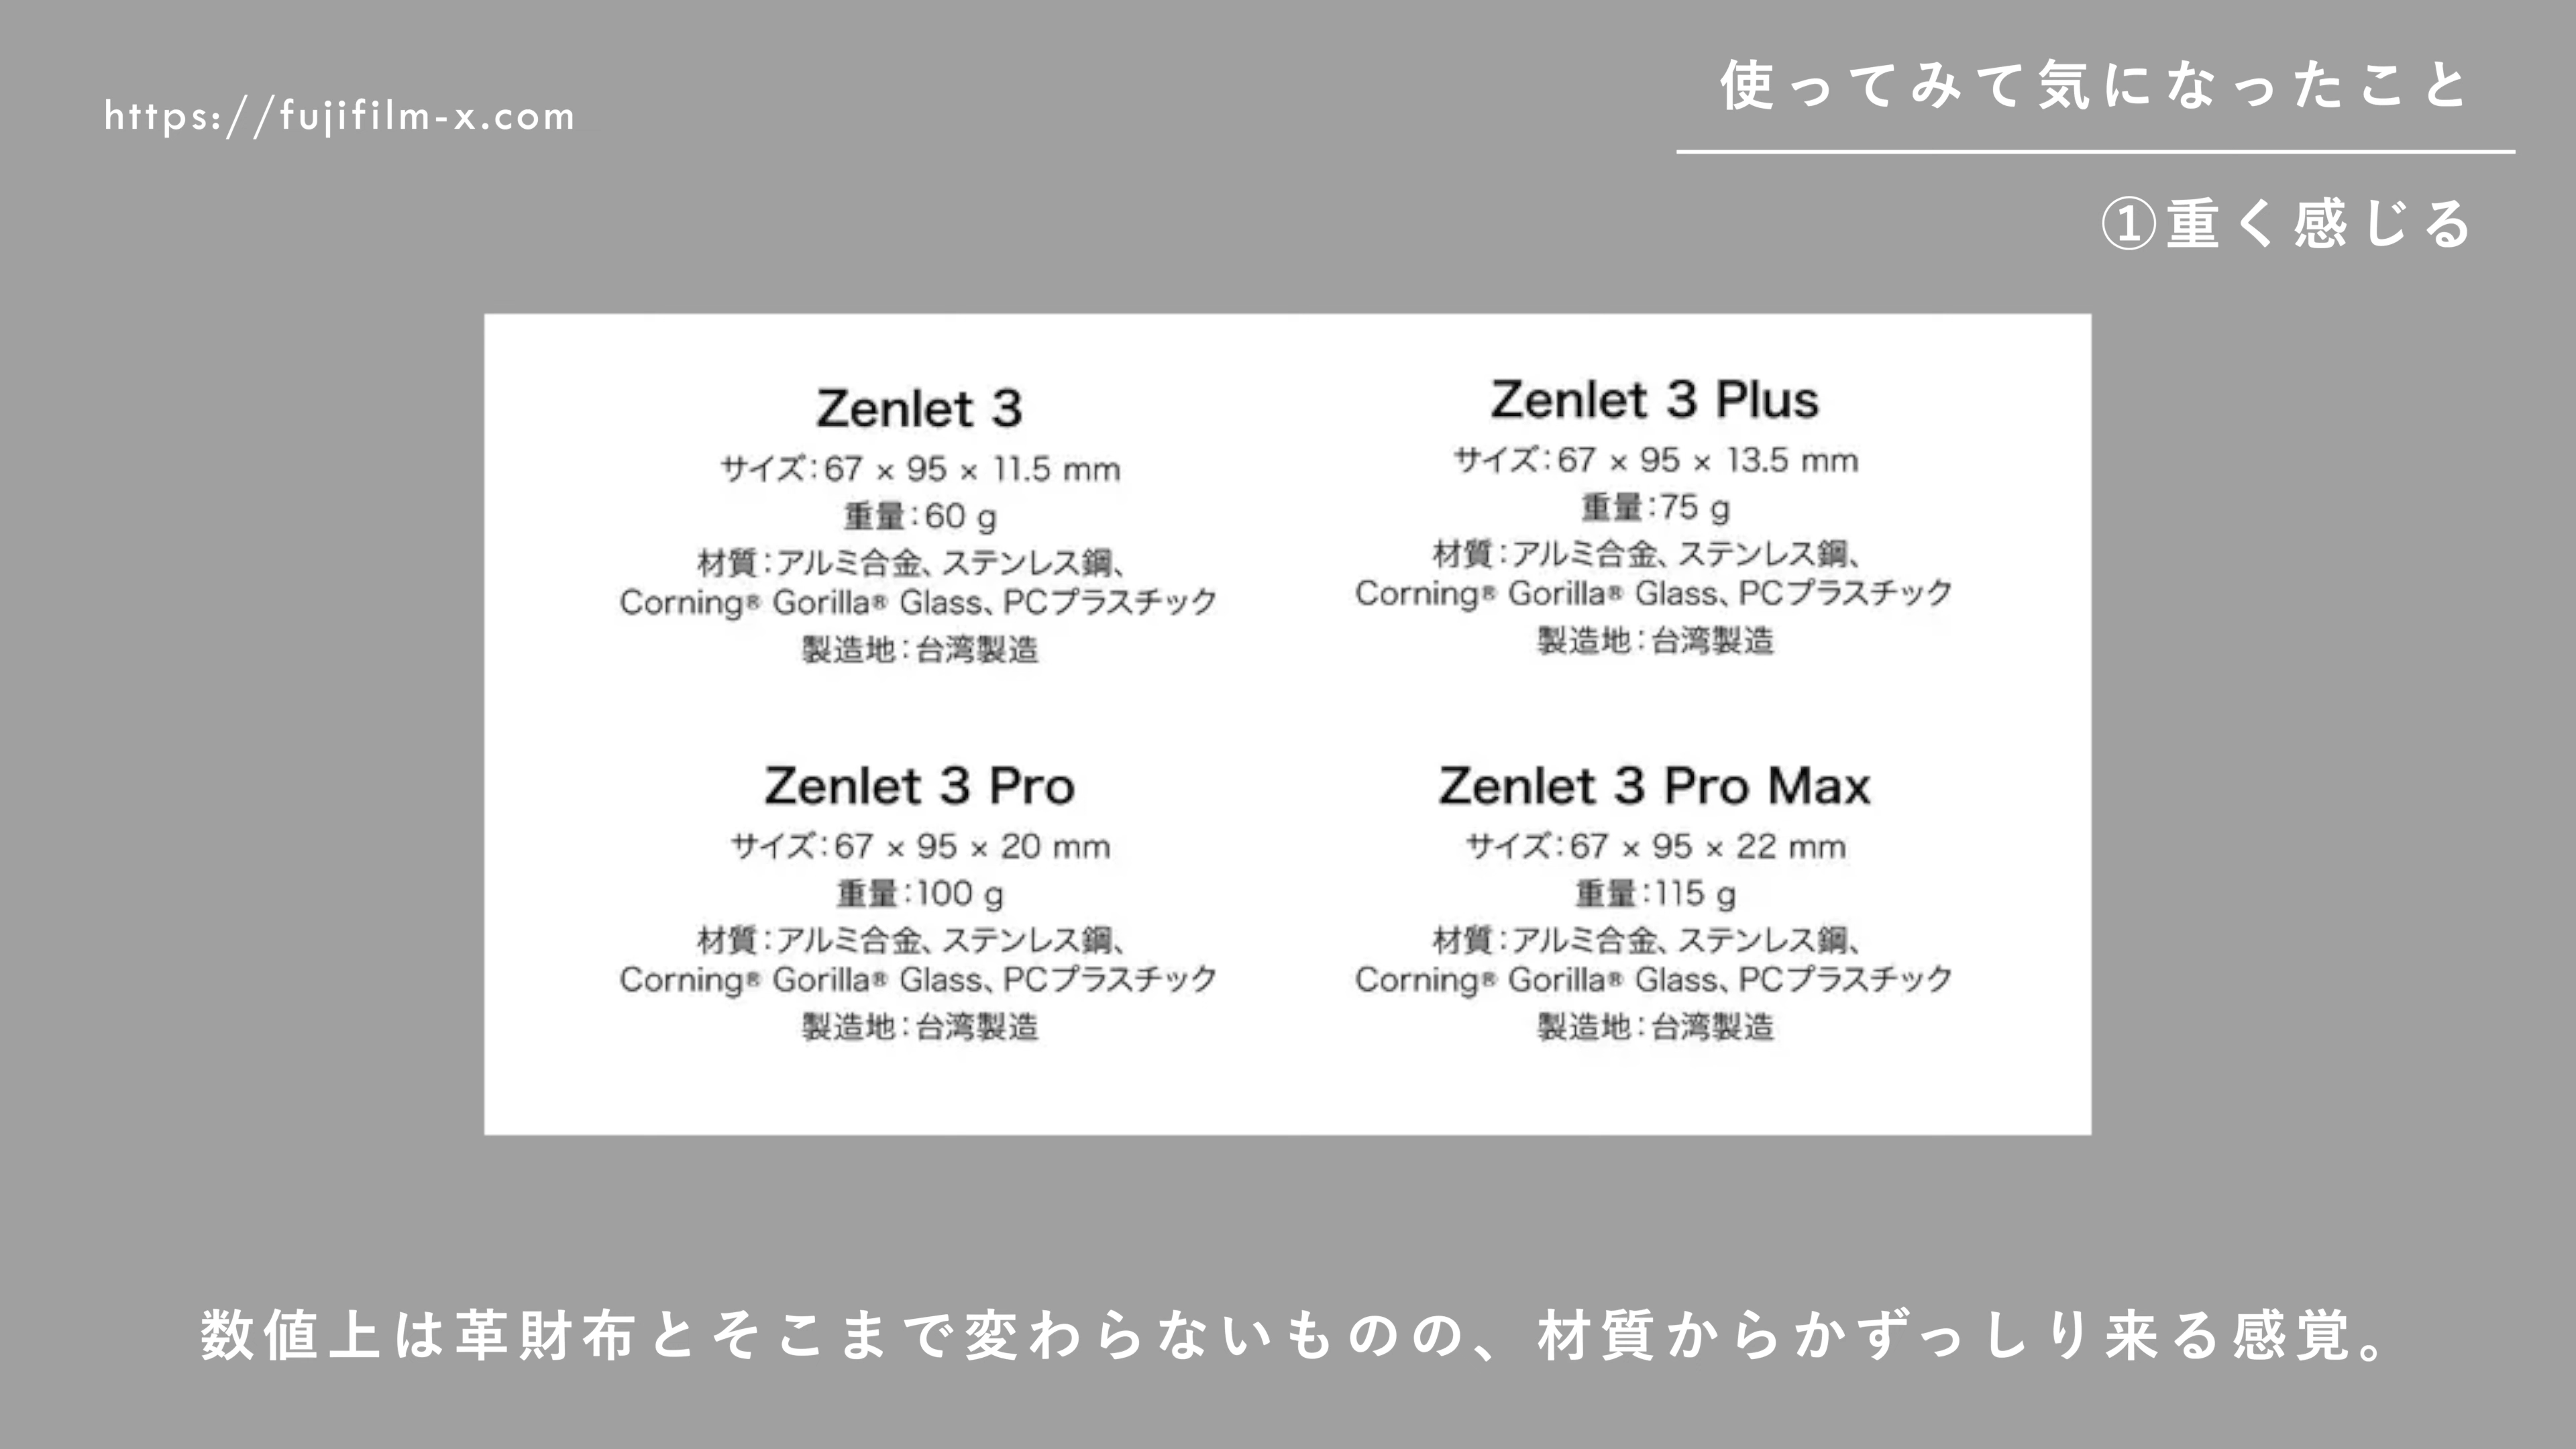 https://fujifilm-x.com
使ってみて気になったこと
①重く感じる
Zenlet 3
サイズ：67 × 95 × 11.5 mm
重量：60 g
材質：アルミ合金、ステンレス鋼、
Corning® Gorilla® Glass、PCプラスチック
製造地：台湾製造
Zenlet 3 Plus
サイズ：67 × 95 × 13.5 mm
重量：75 g
材質：アルミ合金、ステンレス鋼、
Corning® Gorilla® Glass、PCプラスチック
製造地：台湾製造
Zenlet 3 Pro
サイズ：67 × 95 × 20 mm
重量：100 g
材質：アルミ合金、ステンレス鋼、
Corning® Gorilla® Glass、PCプラスチック
製造地：台湾製造
Zenlet 3 Pro Max
サイズ：67 × 95 × 22 mm
重量：115 g
材質：アルミ合金、ステンレス鋼、
Corning® Gorilla® Glass、PCプラスチック
製造地：台湾製造
数値上は革財布とそこまで変わらないものの、材質からかずっしり来る感覚。